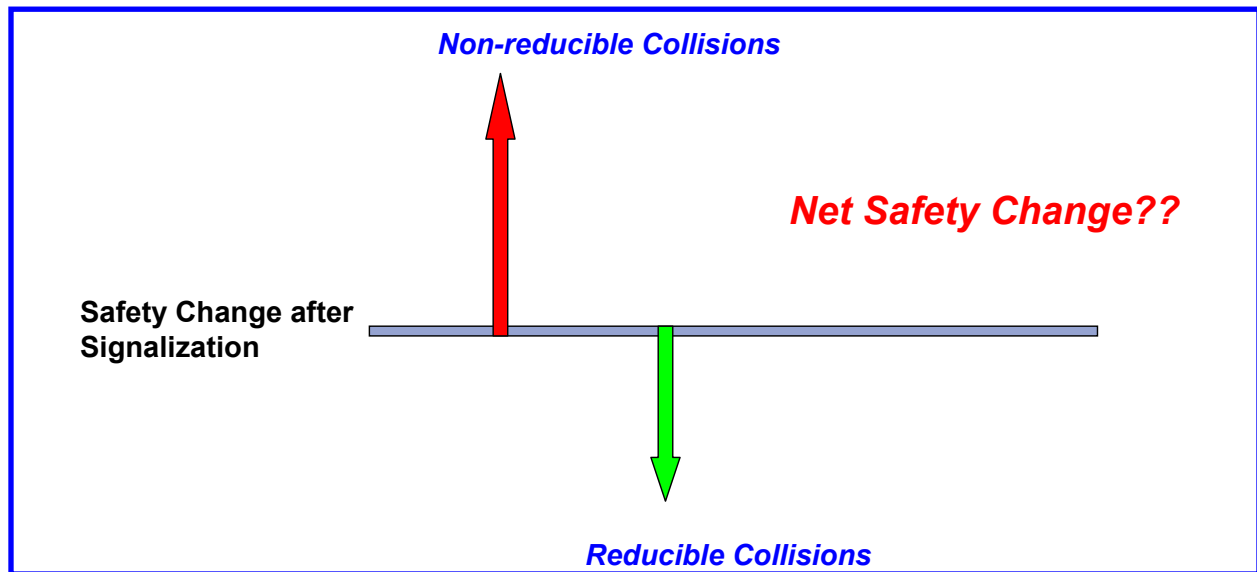 Non-reducible Collisions
Net Safety Change??
Safety Change after
Signalization
Reducible Collisions